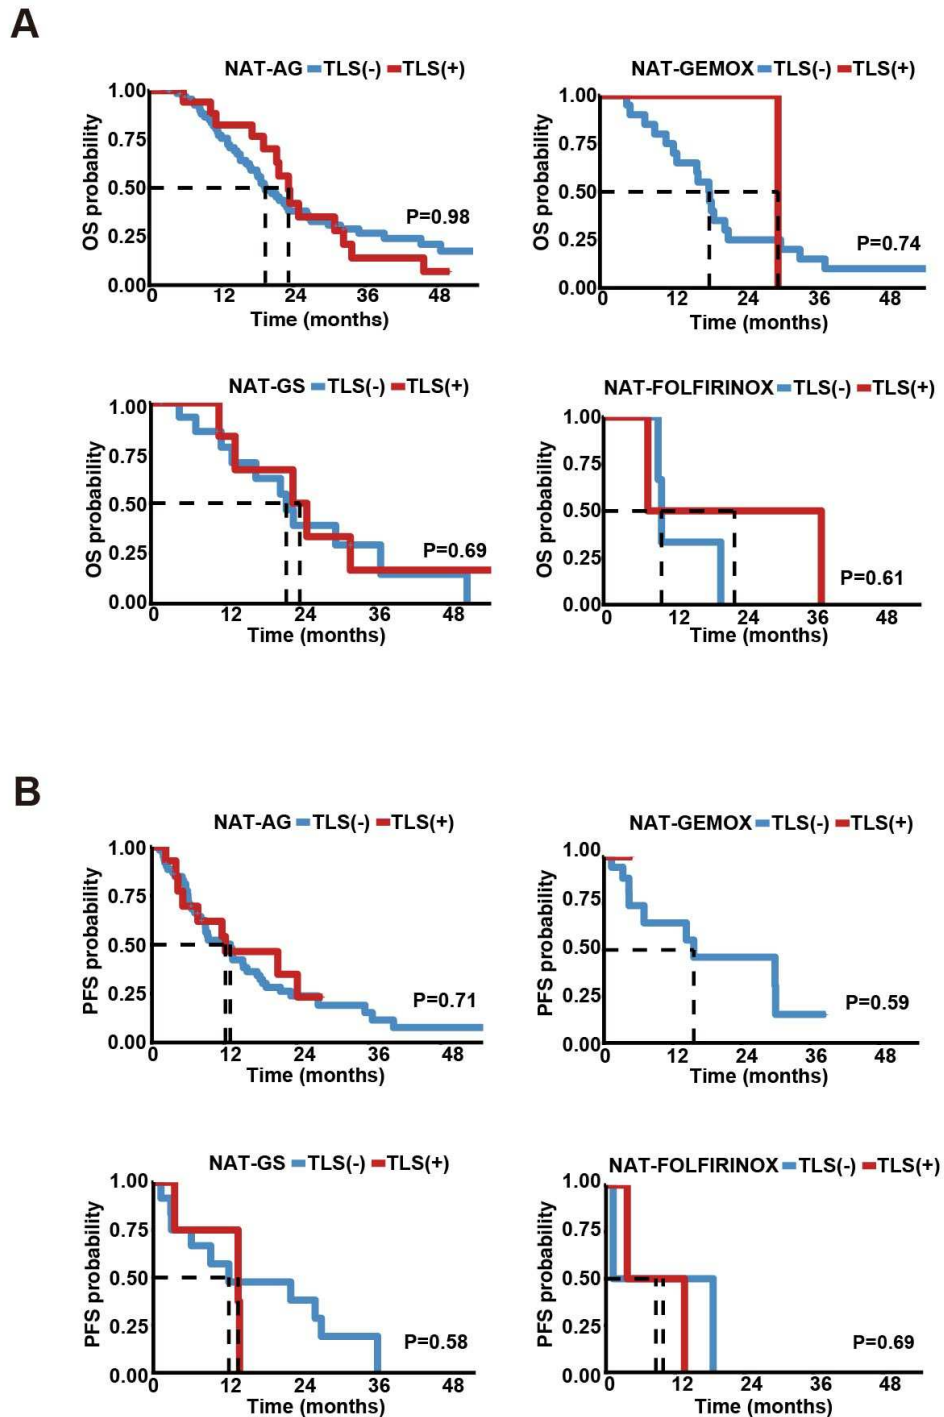 A
NAT-AG TLS(-) TLS(+)
1.00
0.75
0.50
0.25
0.00
OS probability
P=0.98
0 12 24 36 48
Time (months)
NAT-GEMOX TLS(-) TLS(+)
1.00
0.75
0.50
0.25
0.00
OS probability
P=0.74
0 12 24 36 48
Time (months)
NAT-GS TLS(-) TLS(+)
1.00
0.75
0.50
0.25
0.00
OS probability
P=0.69
0 12 24 36 48
Time (months)
NAT-FOLFIRINOX TLS(-) TLS(+)
1.00
0.75
0.50
0.25
0.00
OS probability
P=0.61
0 12 24 36 48
Time (months)
B
NAT-AG TLS(-) TLS(+)
1.00
0.75
0.50
0.25
0.00
PFS probability
P=0.71
0 12 24 36 48
Time (months)
NAT-GEMOX TLS(-) TLS(+)
1.00
0.75
0.50
0.25
0.00
PFS probability
P=0.59
0 12 24 36 48
Time (months)
NAT-GS TLS(-) TLS(+)
1.00
0.75
0.50
0.25
0.00
PFS probability
P=0.58
0 12 24 36 48
Time (months)
NAT-FOLFIRINOX TLS(-) TLS(+)
1.00
0.75
0.50
0.25
0.00
PFS probability
P=0.69
0 12 24 36 48
Time (months)